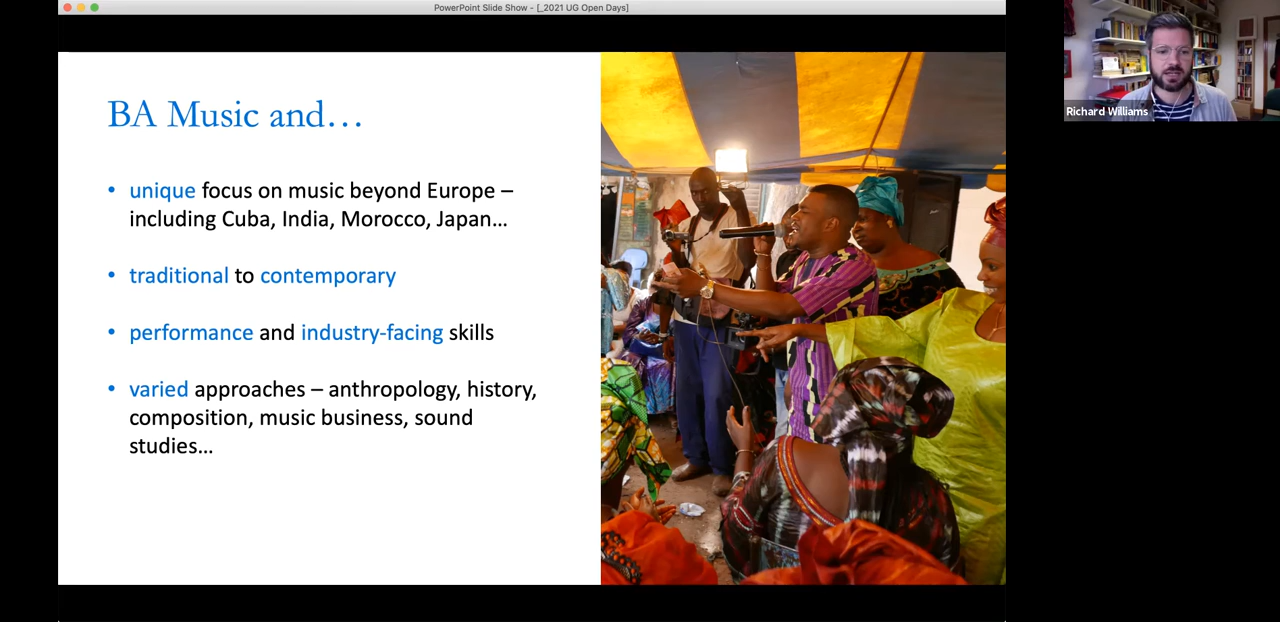 PowerPoint Slide Show - [_2021 UG Open Days]
BA Music and…
• unique focus on music beyond Europe –
including Cuba, India, Morocco, Japan…
• traditional to contemporary
• performance and industry-facing skills
• varied approaches – anthropology, history,
composition, music business, sound
studies…
Richard Williams